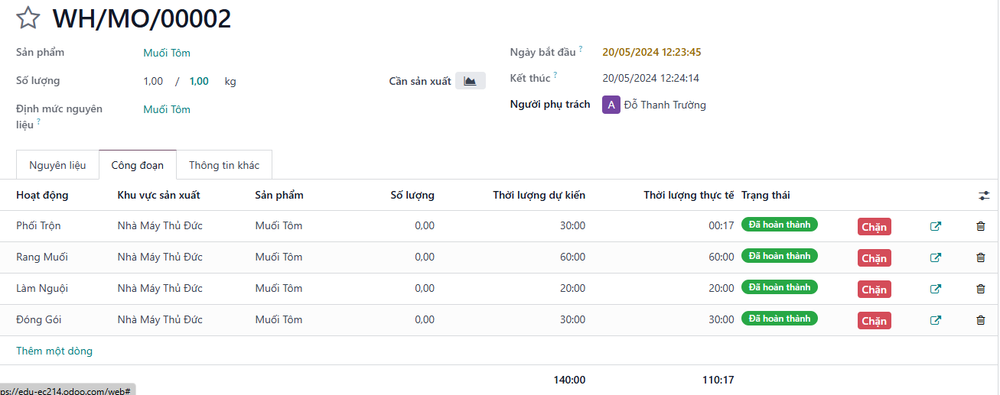 WH/MO/00002
Sản phẩm Muối Tôm Ngày bắt đầu ? 20/05/2024 12:23:45
Số lượng 1,00 / 1,00 kg Cần sản xuất Kết thúc ? 20/05/2024 12:24:14
Định mức nguyên liệu ? Muối Tôm Người phụ trách A Đỗ Thanh Trường
Nguyên liệu Công đoạn Thông tin khác
Hoạt động Khu vực sản xuất Sản phẩm Số lượng Thời lượng dự kiến Thời lượng thực tế Trạng thái
Phối Trộn Nhà Máy Thủ Đức Muối Tôm 0,00 30:00 00:17 Đã hoàn thành Chặn
Rang Muối Nhà Máy Thủ Đức Muối Tôm 0,00 60:00 60:00 Đã hoàn thành Chặn
Làm Nguội Nhà Máy Thủ Đức Muối Tôm 0,00 20:00 20:00 Đã hoàn thành Chặn
Đóng Gói Nhà Máy Thủ Đức Muối Tôm 0,00 30:00 30:00 Đã hoàn thành Chặn
Thêm một dòng
140:00 110:17
ps://edu-ec214.odoo.com/web#